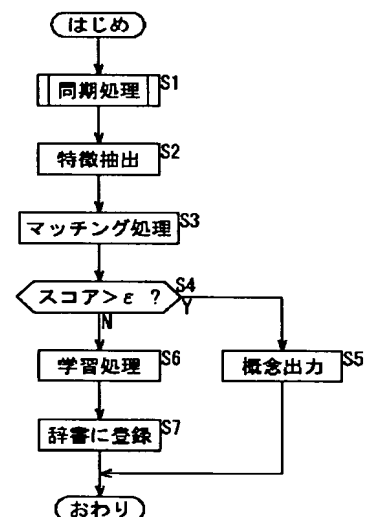 はじめ
同期処理 S1
特徴抽出 S2
マッチング処理 S3
スコア>ε ? S4
N Y
学習処理 S6
概念出力 S5
辞書に登録 S7
おわり